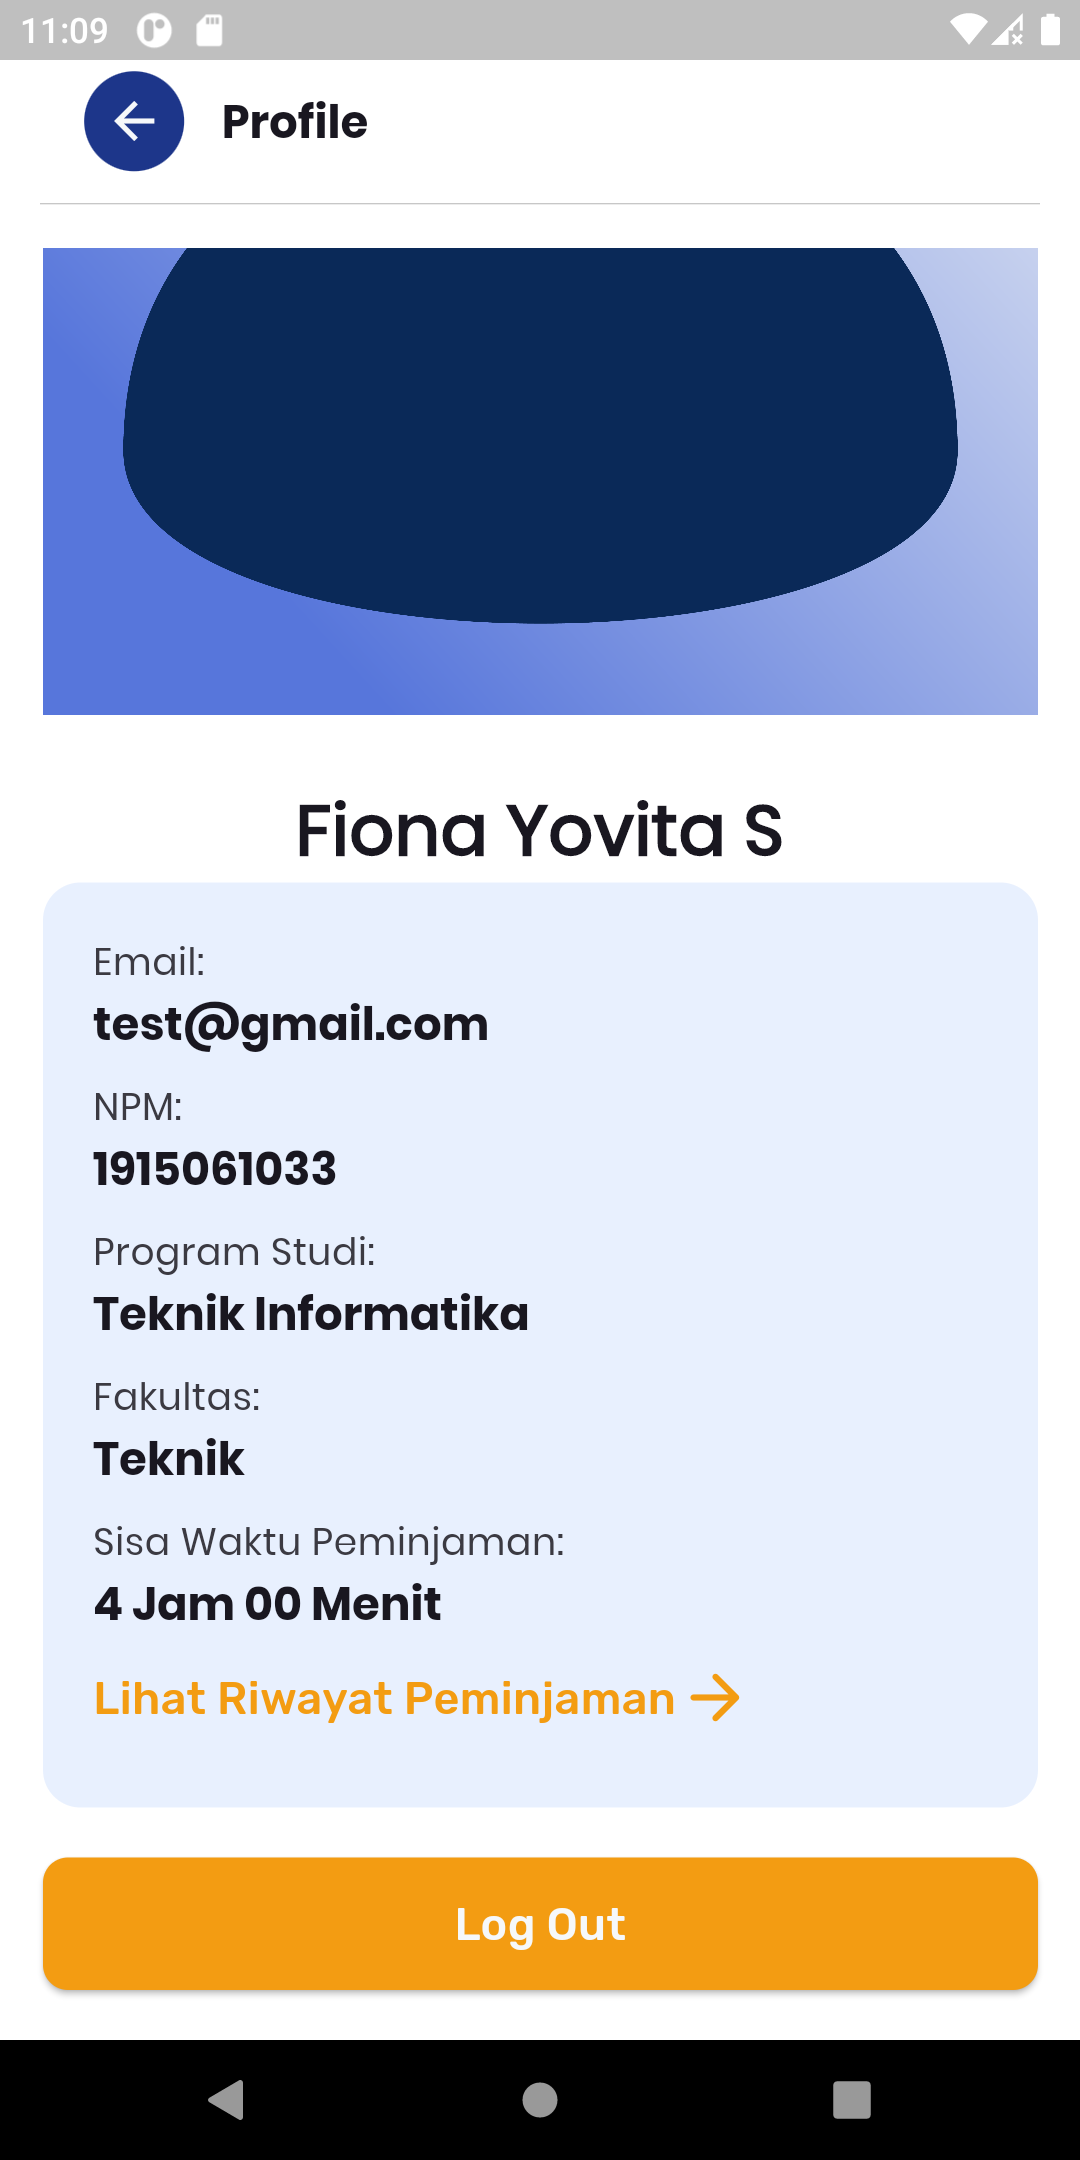 11:09
Profile
Fiona Yovita S
Email:
test@gmail.com
NPM:
1915061033
Program Studi:
Teknik Informatika
Fakultas:
Teknik
Sisa Waktu Peminjaman:
4 Jam 00 Menit
Lihat Riwayat Peminjaman
Log Out